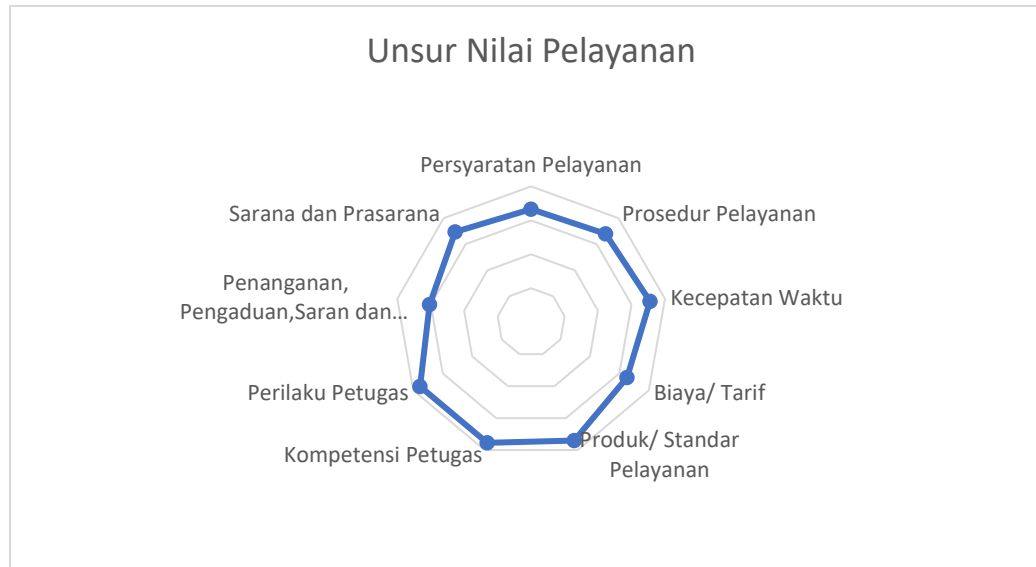 Unsur Nilai Pelayanan
Persyaratan Pelayanan
Sarana dan Prasarana
Prosedur Pelayanan
Penanganan,
Pengaduan,Saran dan...
Kecepatan Waktu
Perilaku Petugas
Biaya/ Tarif
Kompetensi Petugas
Produk/ Standar
Pelayanan